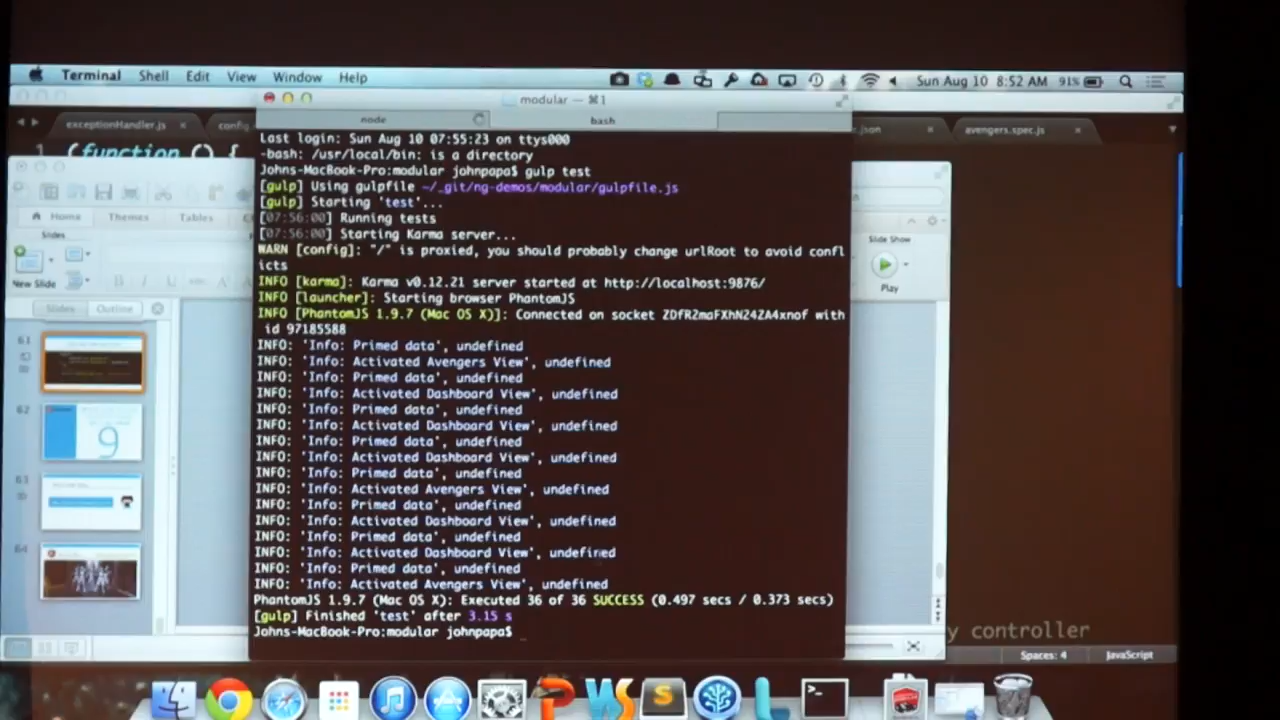 Terminal Shell Edit View Window Help
Sun Aug 10 8:52 AM 91%
modular — ⌘1
node
bash
exceptionHandler.js
config
.json
avengers.spec.js
1 (function () {
Last login: Sun Aug 10 07:55:23 on ttys000
-bash: /usr/local/bin: is a directory
Johns-MacBook-Pro:modular johnpapa$ gulp test
[gulp] Using gulpfile ~/_git/ng-demos/modular/gulpfile.js
[gulp] Starting 'test'...
[07:56:00] Running tests
[07:56:00] Starting Karma server...
WARN [config]: "/" is proxied, you should probably change urlRoot to avoid confl
icts
INFO [karma]: Karma v0.12.21 server started at http://localhost:9876/
INFO [launcher]: Starting browser PhantomJS
INFO [PhantomJS 1.9.7 (Mac OS X)]: Connected on socket ZDfR2maFXhN24ZA4xnof with
id 97185588
INFO: 'Info: Primed data', undefined
INFO: 'Info: Activated Avengers View', undefined
INFO: 'Info: Primed data', undefined
INFO: 'Info: Activated Dashboard View', undefined
INFO: 'Info: Primed data', undefined
INFO: 'Info: Activated Dashboard View', undefined
INFO: 'Info: Primed data', undefined
INFO: 'Info: Activated Dashboard View', undefined
INFO: 'Info: Primed data', undefined
INFO: 'Info: Activated Avengers View', undefined
INFO: 'Info: Primed data', undefined
INFO: 'Info: Activated Dashboard View', undefined
INFO: 'Info: Primed data', undefined
INFO: 'Info: Activated Dashboard View', undefined
INFO: 'Info: Primed data', undefined
INFO: 'Info: Activated Avengers View', undefined
PhantomJS 1.9.7 (Mac OS X): Executed 36 of 36 SUCCESS (0.497 secs / 0.373 secs)
[gulp] Finished 'test' after 3.15 s
Johns-MacBook-Pro:modular johnpapa$
Home Themes Tables
Slides
New Slide
Slides Outline
61
62
9
63
64
Slide Show
Play
y controller
Spaces: 4 JavaScript